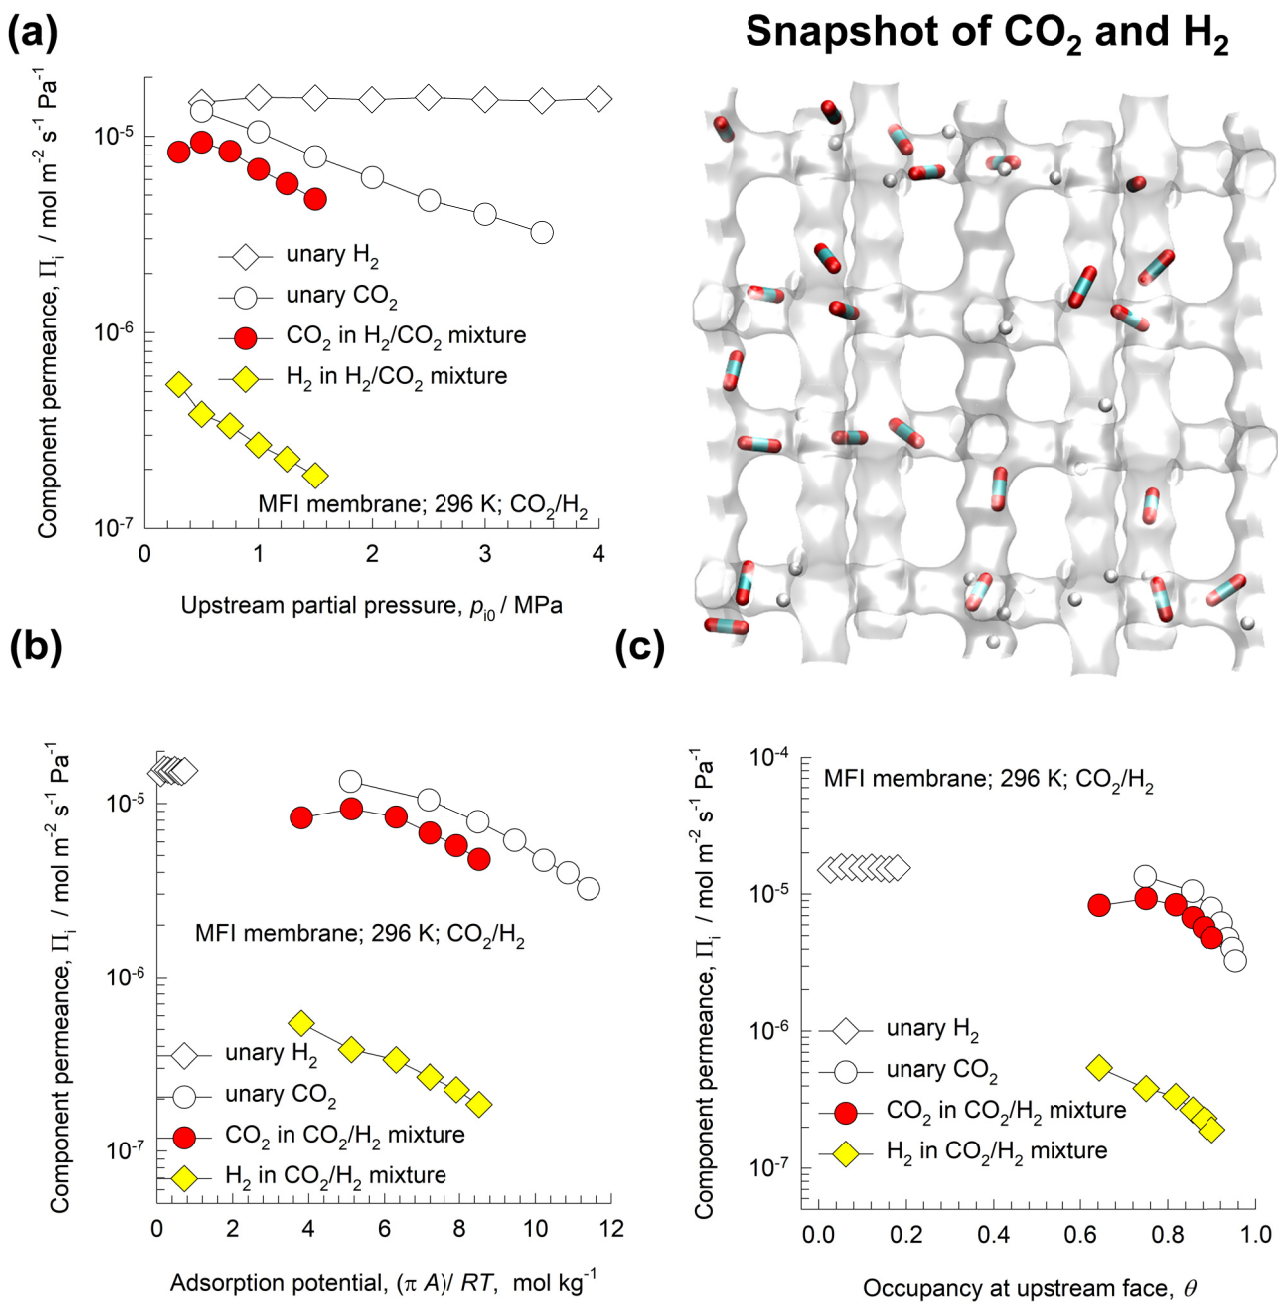 (a)
Snapshot of CO₂ and H₂
Component permeance, Πᵢ / mol m⁻² s⁻¹ Pa⁻¹
10⁻⁵
10⁻⁶
10⁻⁷
unary H₂
unary CO₂
CO₂ in H₂/CO₂ mixture
H₂ in H₂/CO₂ mixture
MFI membrane; 296 K; CO₂/H₂
0 1 2 3 4
Upstream partial pressure, pᵢ₀ / MPa
(b)
Component permeance, Πᵢ / mol m⁻² s⁻¹ Pa⁻¹
10⁻⁵
MFI membrane; 296 K; CO₂/H₂
10⁻⁶
unary H₂
unary CO₂
10⁻⁷
CO₂ in CO₂/H₂ mixture
H₂ in CO₂/H₂ mixture
0 2 4 6 8 10 12
Adsorption potential, (π A)/ RT, mol kg⁻¹
(c)
Component permeance, Πᵢ / mol m⁻² s⁻¹ Pa⁻¹
10⁻⁴
MFI membrane; 296 K; CO₂/H₂
10⁻⁵
10⁻⁶
unary H₂
unary CO₂
CO₂ in CO₂/H₂ mixture
H₂ in CO₂/H₂ mixture
10⁻⁷
0.0 0.2 0.4 0.6 0.8 1.0
Occupancy at upstream face, θ